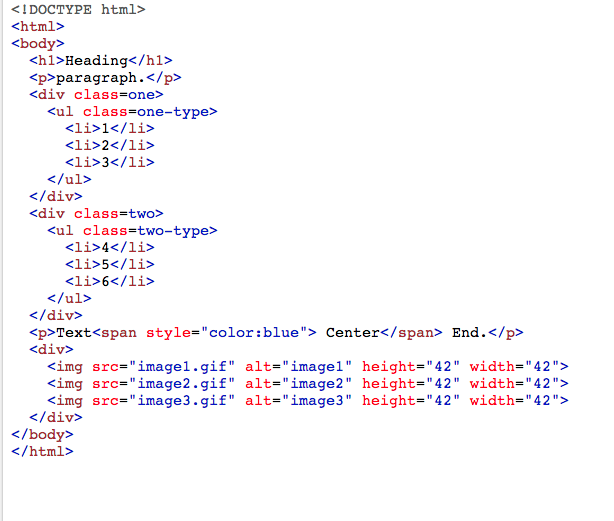 <!DOCTYPE html>
<html>
<body>
<h1>Heading</h1>
<p>paragraph.</p>
<div class=one>
<ul class=one-type>
<li>1</li>
<li>2</li>
<li>3</li>
</ul>
</div>
<div class=two>
<ul class=two-type>
<li>4</li>
<li>5</li>
<li>6</li>
</ul>
</div>
<p>Text<span style="color:blue"> Center</span> End.</p>
<div>
<img src="image1.gif" alt="image1" height="42" width="42">
<img src="image2.gif" alt="image2" height="42" width="42">
<img src="image3.gif" alt="image3" height="42" width="42">
</div>
</body>
</html>